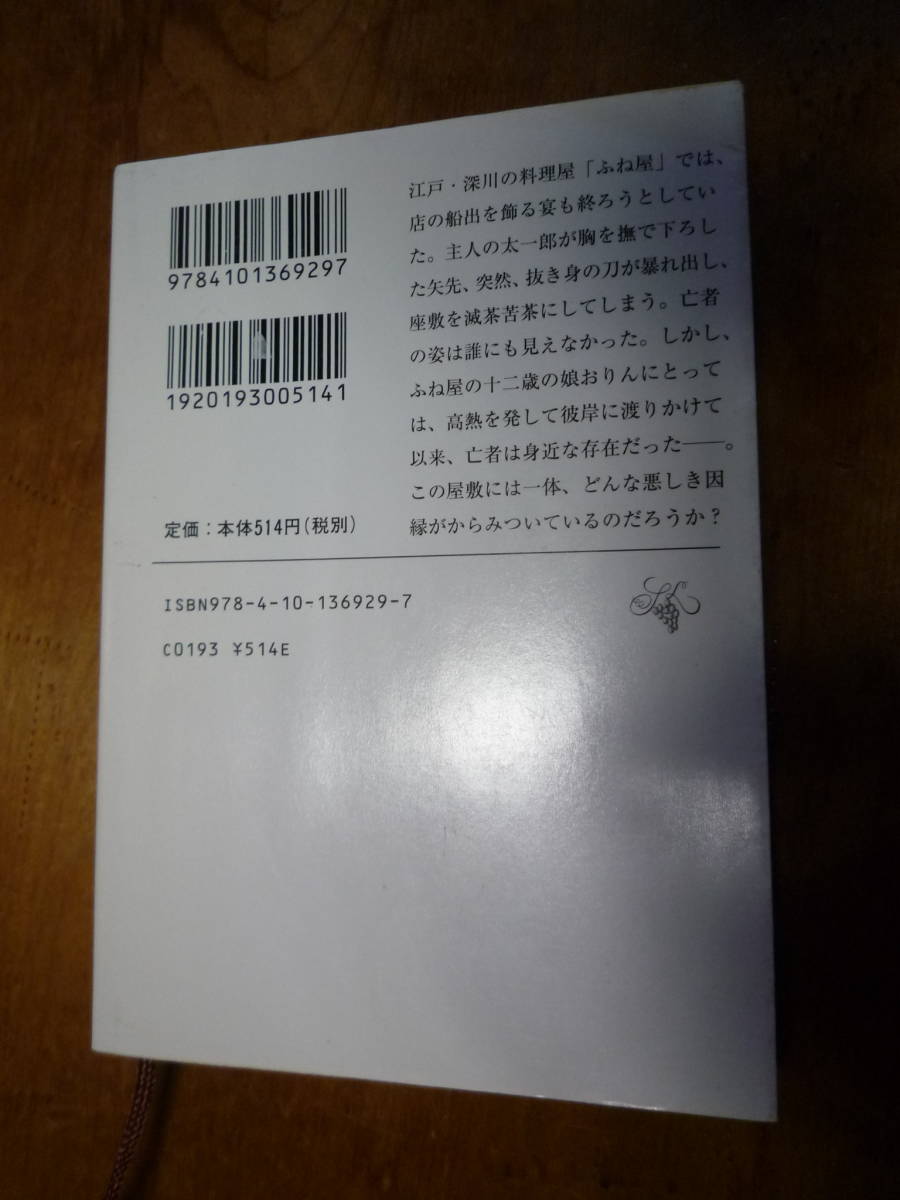 江戸・深川の料理屋「ふね屋」では、
店の船出を飾る宴も終ろうとしてい
た。主人の太一郎が胸を撫で下ろし
た矢先、突然、抜き身の刀が暴れ出し、
座敷を滅茶苦茶にしてしまう。亡者
の姿は誰にも見えなかった。しかし、
ふね屋の十二歳の娘おりんにとって
は、高熱を発して彼岸に渡りかけて
以来、亡者は身近な存在だった──。
この屋敷には一体、どんな悪しき因
縁がからみついているのだろうか?
9784101369297
1920193005141
定価:本体514円(税別)
ISBN978-4-10-136929-7
C0193 ¥514E